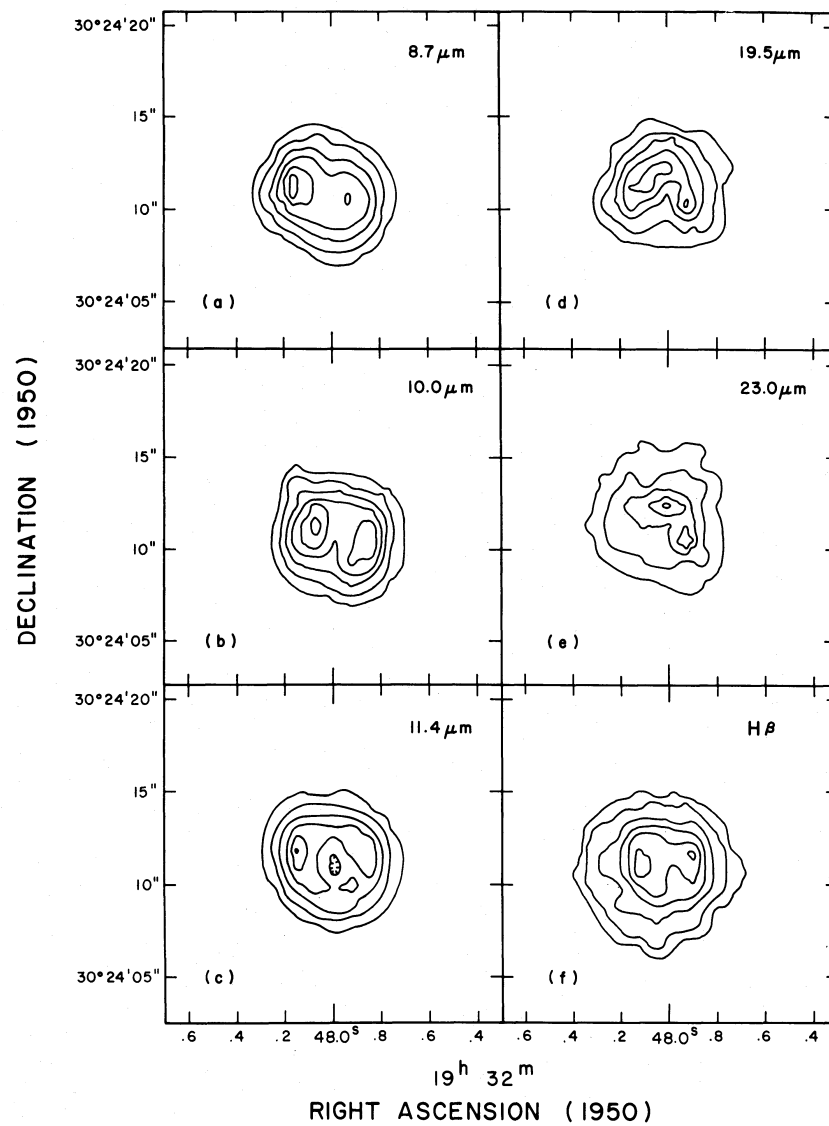 30°24'20"
15"
10"
30°24'05"
8.7μm
(a)
19.5μm
(d)
30°24'20"
15"
10"
30°24'05"
10.0μm
(b)
23.0μm
(e)
30°24'20"
15"
10"
30°24'05"
11.4μm
(c)
Hβ
(f)
DECLINATION (1950)
.6 .4 .2 48.0ˢ .8 .6 .4 .2 48.0ˢ .8 .6 .4
19ʰ 32ᵐ
RIGHT ASCENSION (1950)